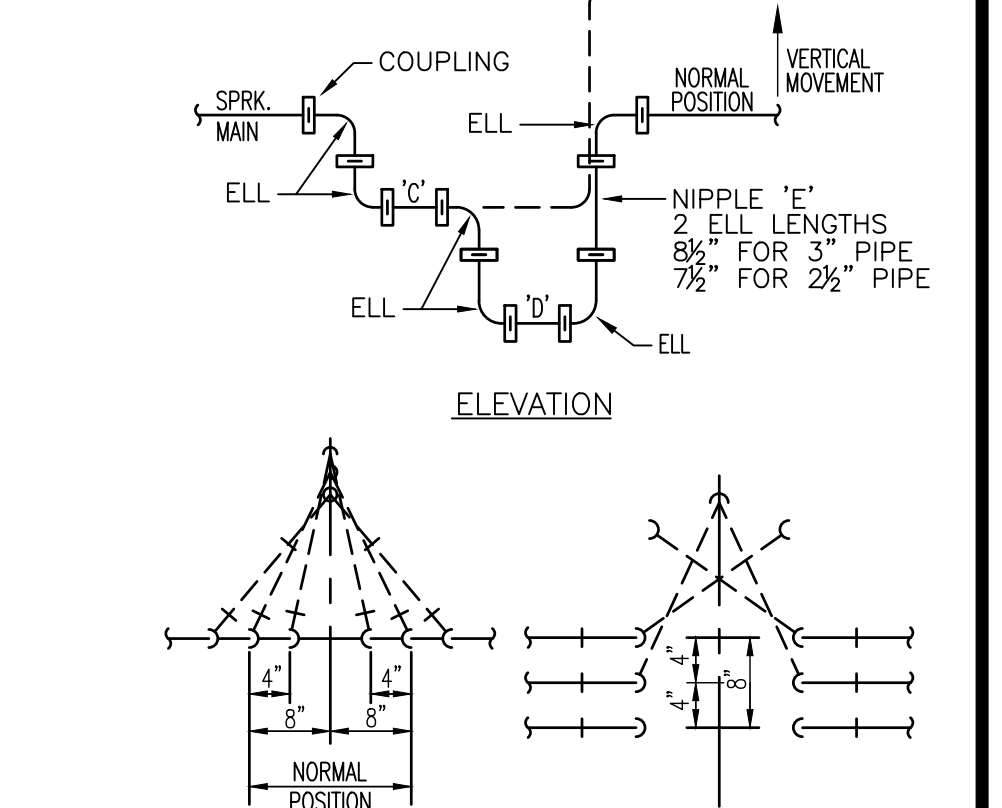 COUPLING
VERTICAL
MOVEMENT
NORMAL
POSITION
SPRK.
MAIN
ELL
ELL
'C'
NIPPLE 'E'
2 ELL LENGTHS
8½" FOR 3" PIPE
7½" FOR 2½" PIPE
ELL
'D'
ELL
ELEVATION
4"
4"
8"
8"
NORMAL
POSITION
4"
4"
8"